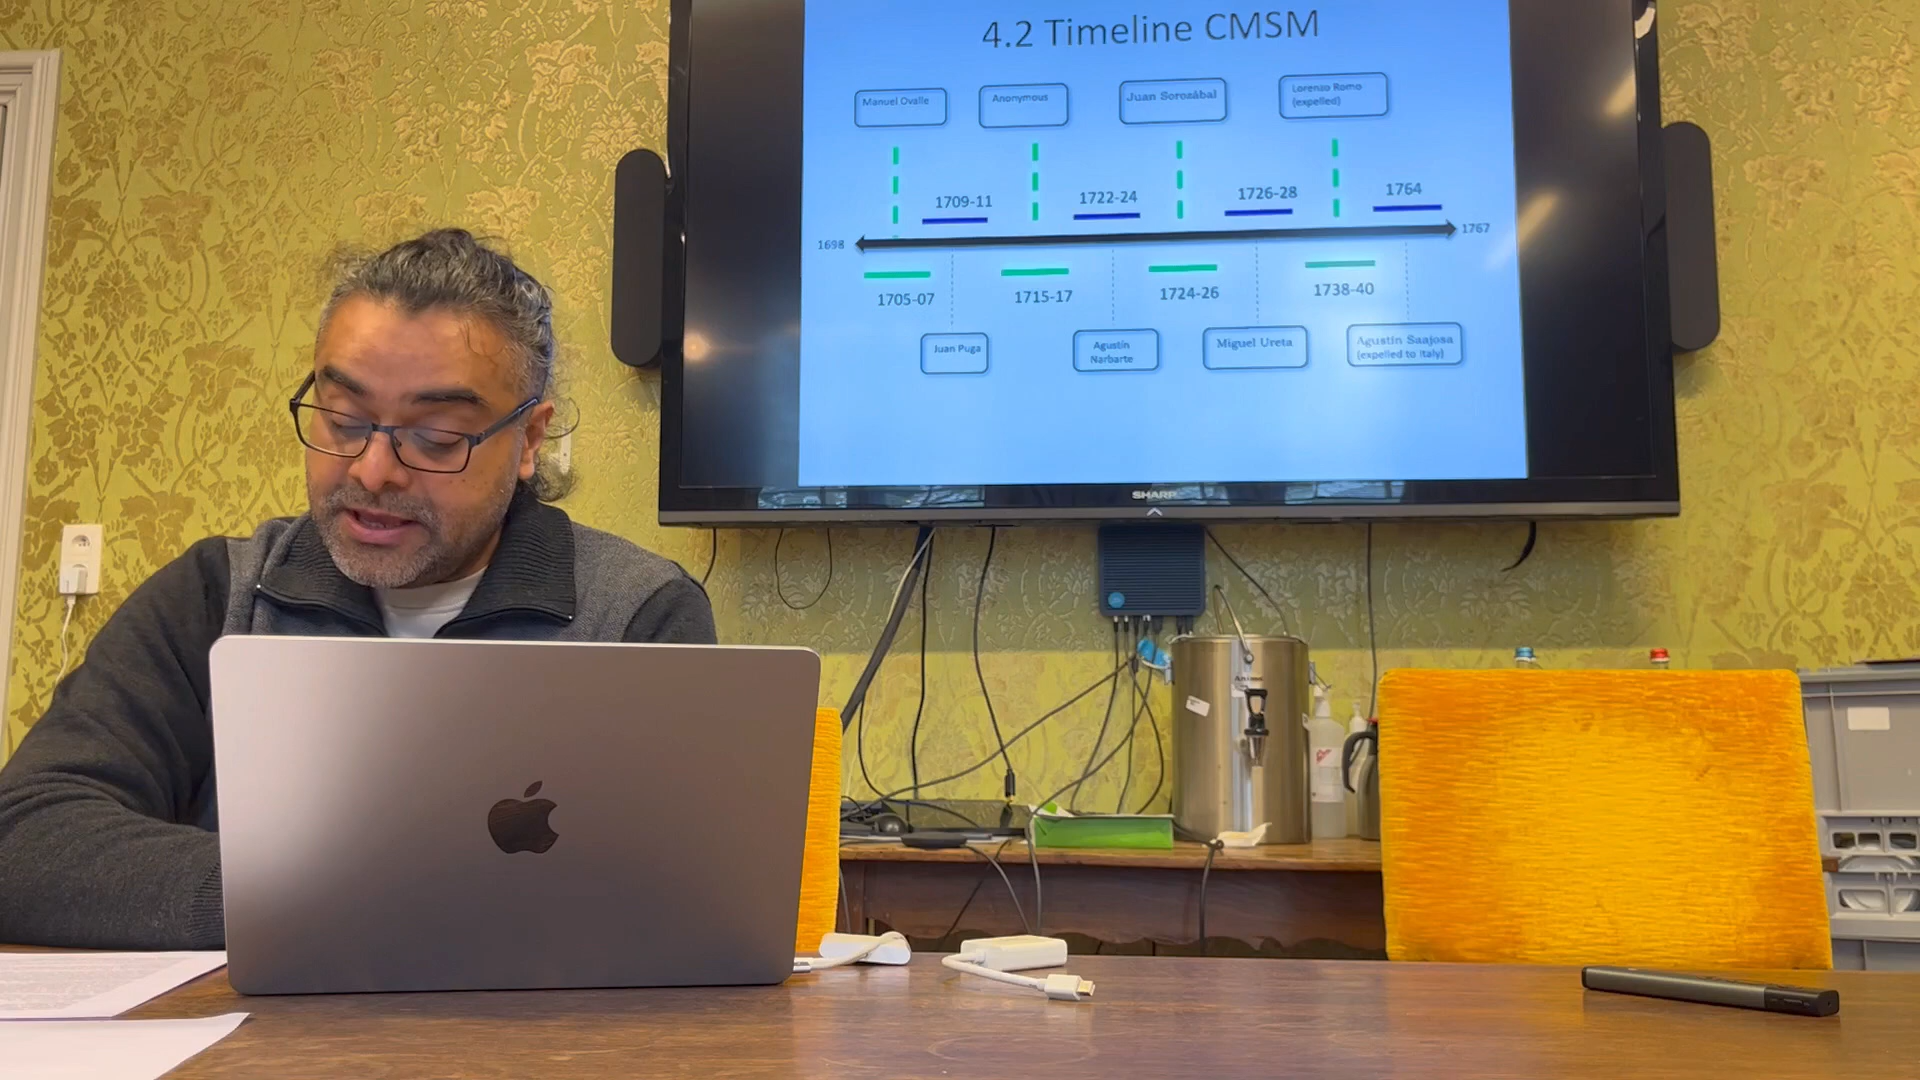 4.2 Timeline CMSM
Manuel Ovalle
Anonymous
Juan Sorozábal
Lorenzo Romo
(expelled)
1709-11
1722-24
1726-28
1764
1698
1767
1705-07
1715-17
1724-26
1738-40
Juan Puga
Agustín
Narbarte
Miguel Ureta
Agustín Saajosa
(expelled to Italy)
SHARP